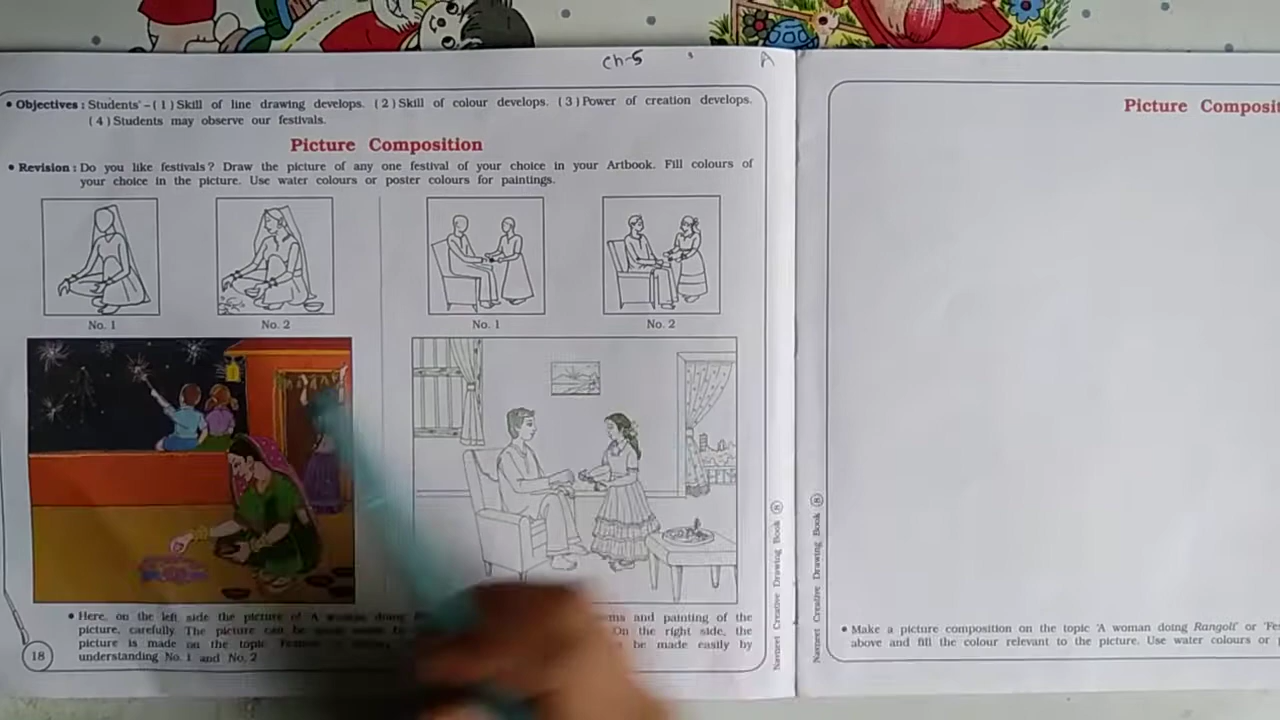 Ch-5 A
• Objectives : Students' - ( 1 ) Skill of line drawing develops. ( 2 ) Skill of colour develops. ( 3 ) Power of creation develops.
( 4 ) Students may observe our festivals.
Picture Composition
• Revision : Do you like festivals ? Draw the picture of any one festival of your choice in your Artbook. Fill colours of
your choice in the picture. Use water colours or poster colours for paintings.
No. 1
No. 2
No. 1
No. 2
• Here, on the left side the picture of 'A woman doing ms and painting of the
picture, carefully. The picture can be On the right side, the
picture is made on the topic be made easily by
understanding No. 1 and No. 2
18
Navneet Creative Drawing Book 8
Picture Composit
Navneet Creative Drawing Book 8
• Make a picture composition on the topic 'A woman doing Rangoli' or 'Fe
above and fill the colour relevant to the picture. Use water colours or